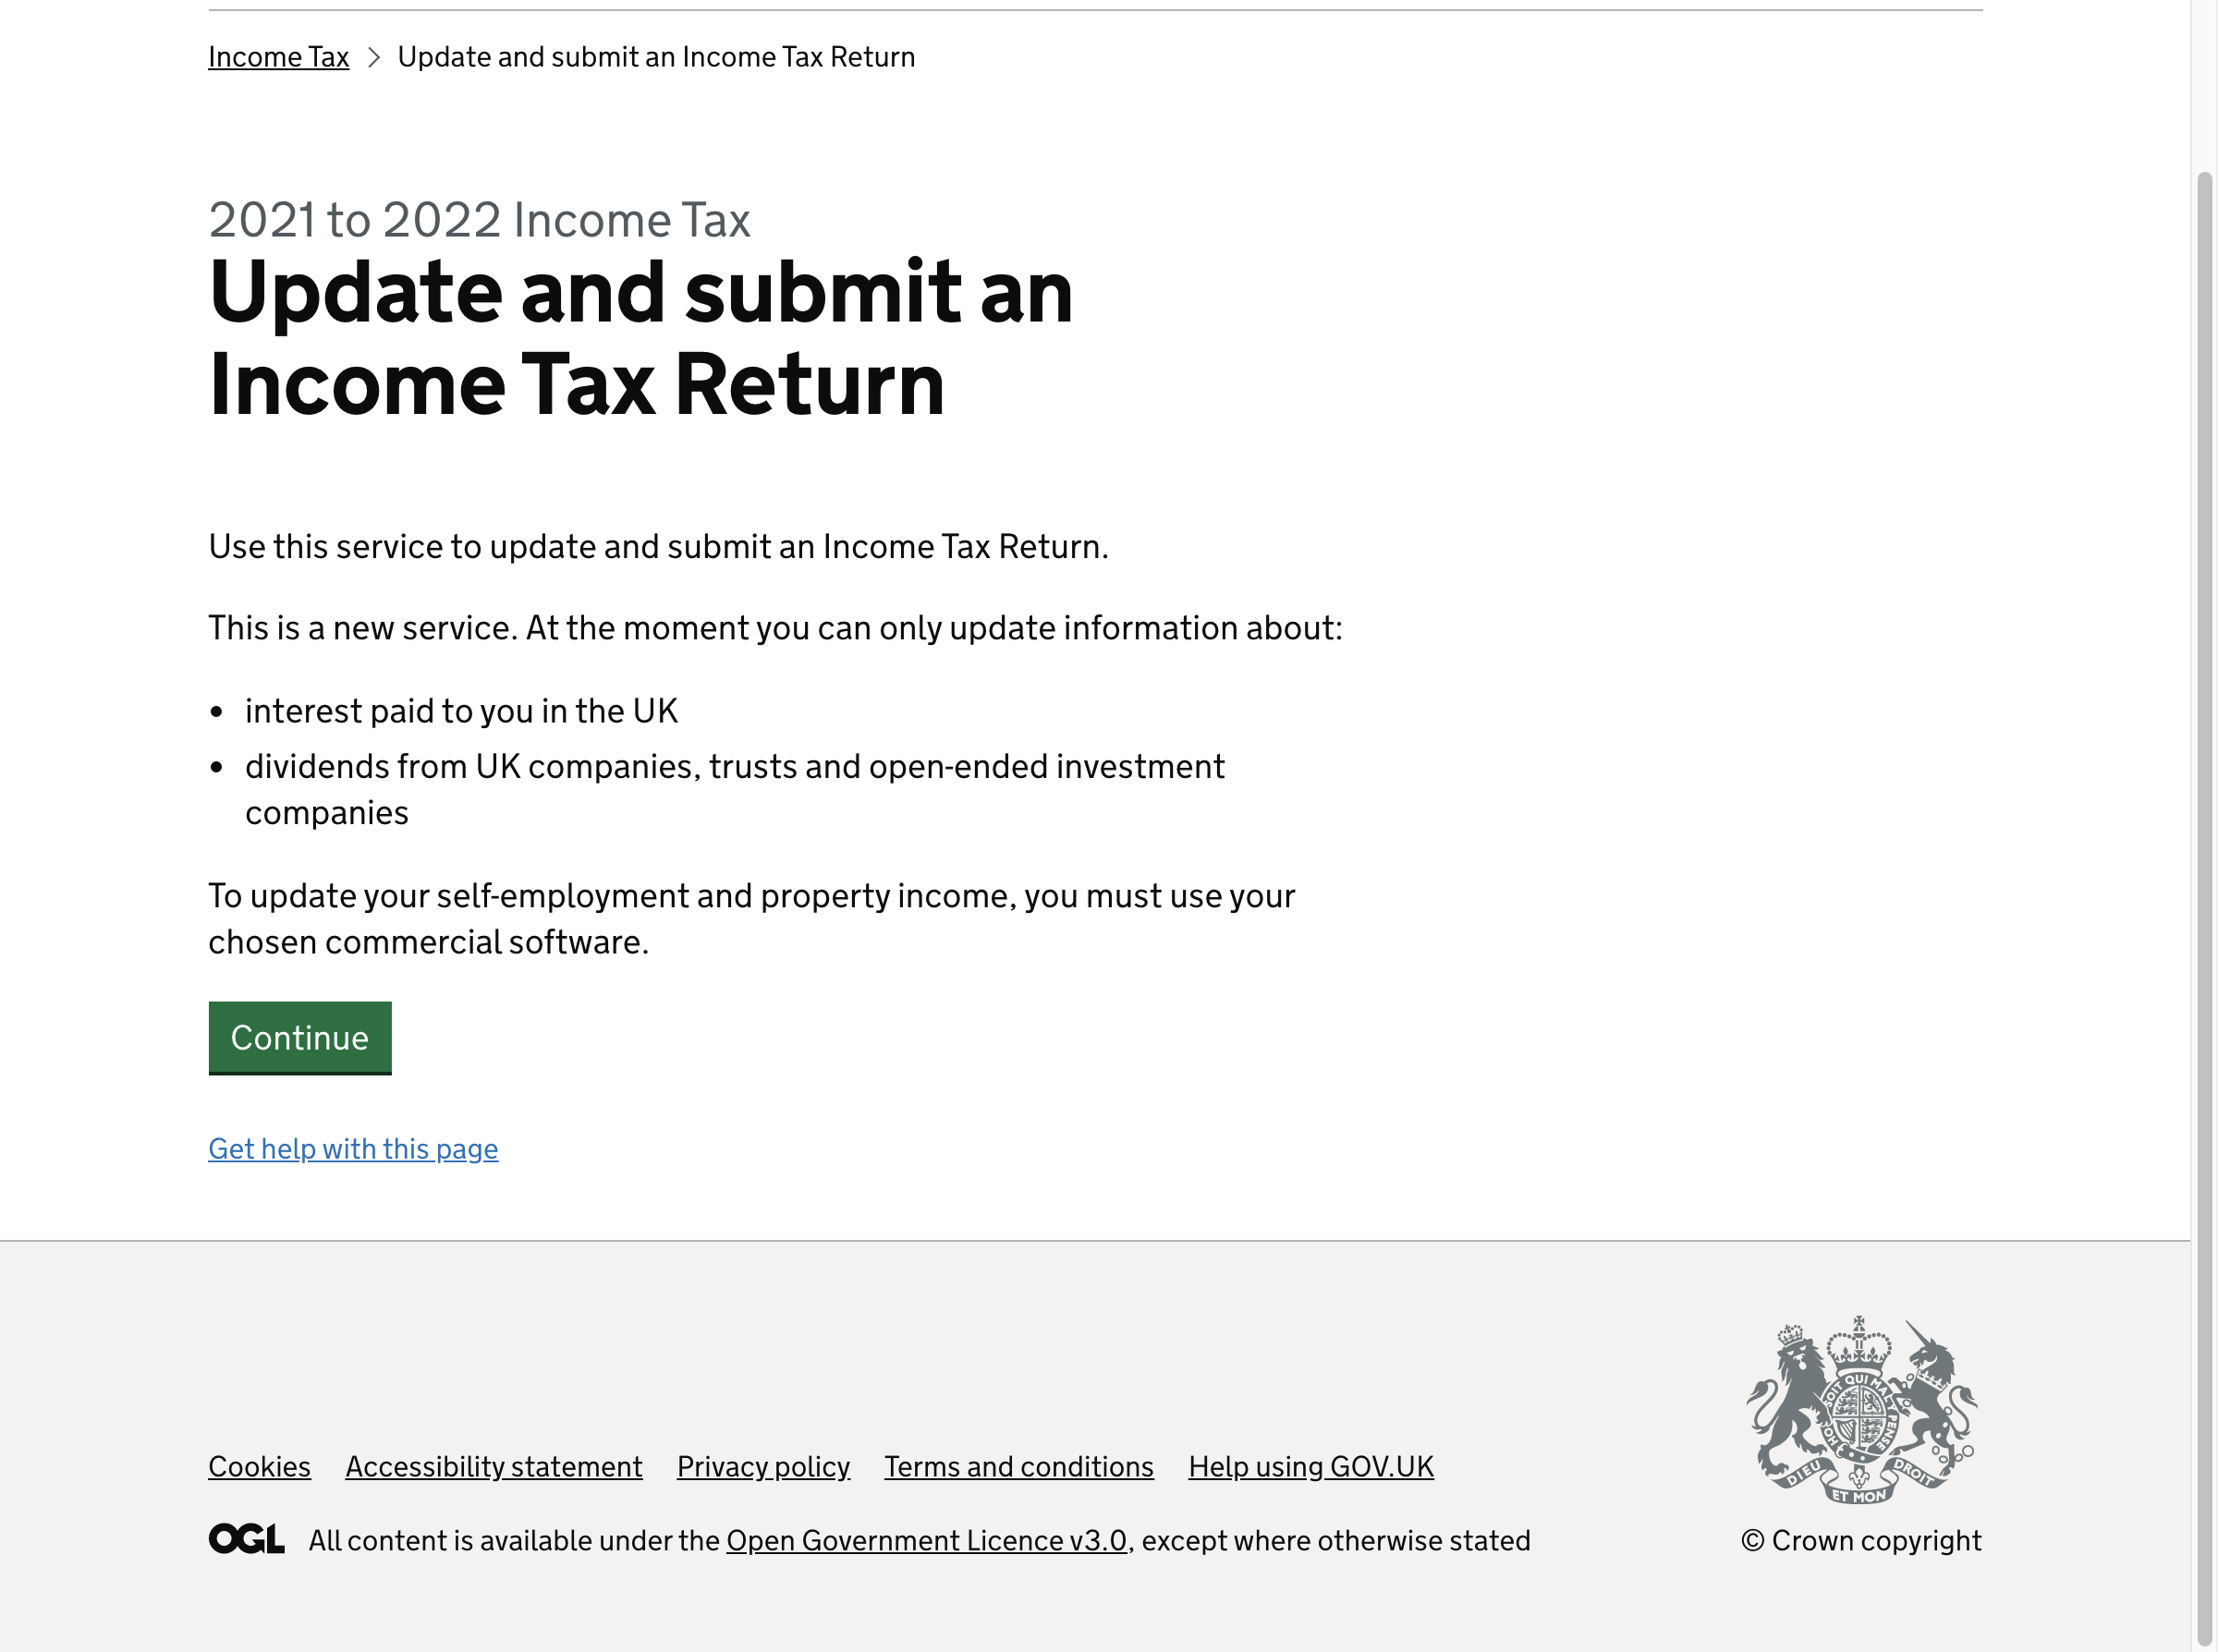 Income Tax > Update and submit an Income Tax Return
2021 to 2022 Income Tax
Update and submit an
Income Tax Return
Use this service to update and submit an Income Tax Return.
This is a new service. At the moment you can only update information about:
• interest paid to you in the UK
• dividends from UK companies, trusts and open-ended investment
companies
To update your self-employment and property income, you must use your
chosen commercial software.
Continue
Get help with this page
Cookies Accessibility statement Privacy policy Terms and conditions Help using GOV.UK
OGL All content is available under the Open Government Licence v3.0, except where otherwise stated
DIEU ET MON DROIT
© Crown copyright